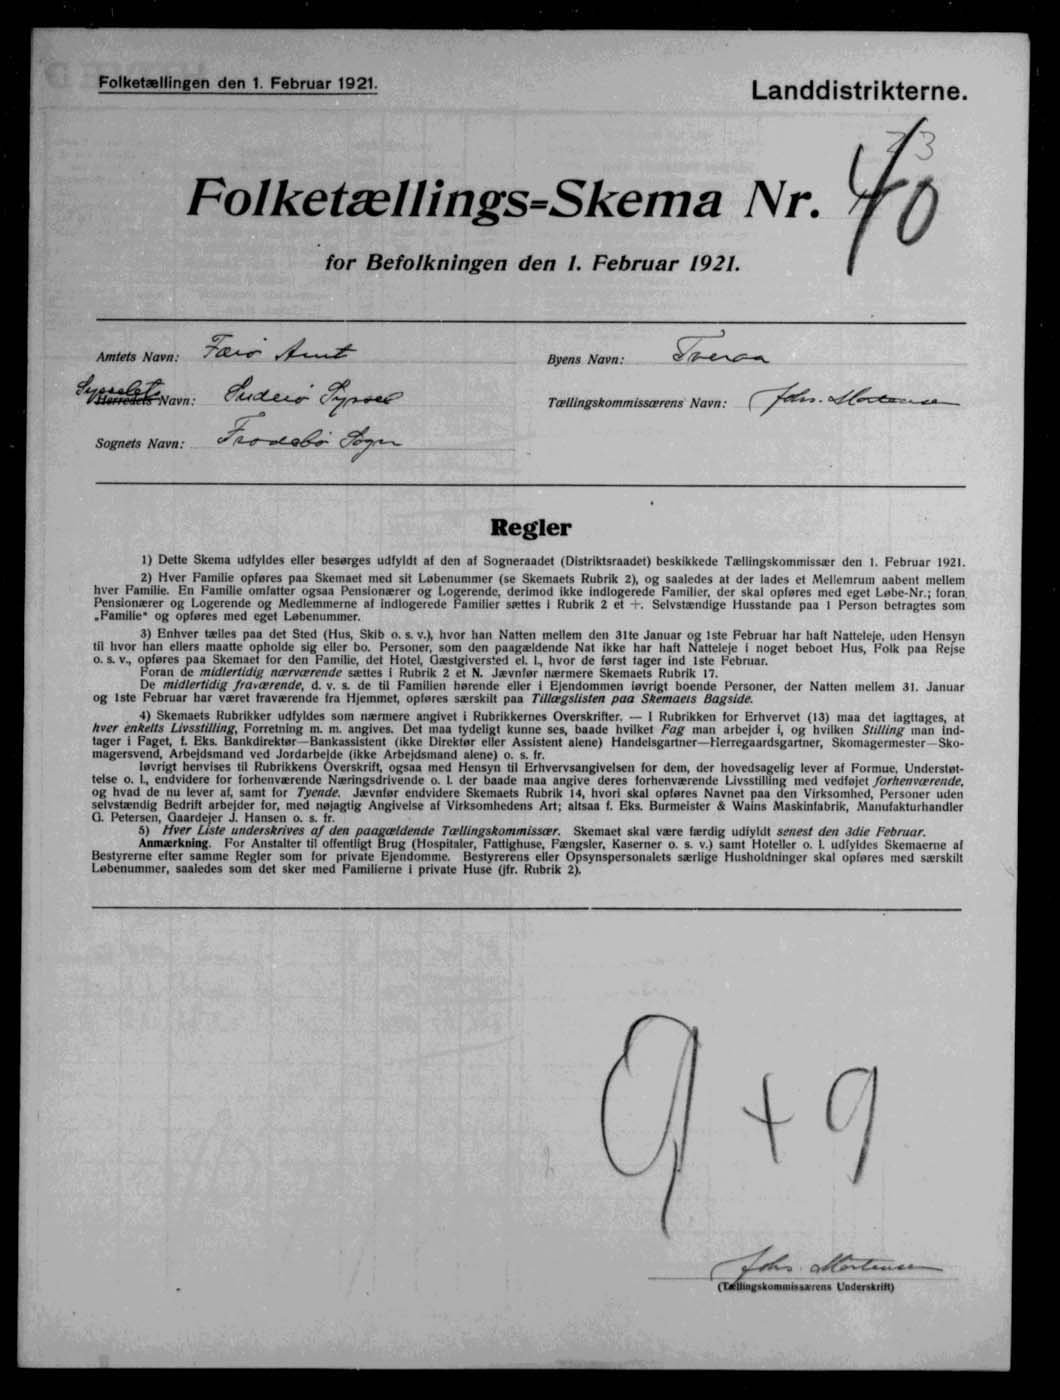 Folketællingen den 1. Februar 1921.
Landdistrikterne.
23
Folketællings=Skema Nr. 40
for Befolkningen den 1. Februar 1921.
Amtets Navn: Færø Amt
Byens Navn: Tveraa
Sysselets Herredets Navn: Suderø Syssel
Tællingskommissærens Navn: Johs. Mortensen
Sognets Navn: Frodebø Sogn
Regler
1) Dette Skema udfyldes eller besørges udfyldt af den af Sogneraadet (Distriktsraadet) beskikkede Tællingskommissær den 1. Februar 1921.
2) Hver Familie opføres paa Skemaet med sit Løbenummer (se Skemaets Rubrik 2), og saaledes at der lades et Mellemrum aabent mellem
hver Familie. En Familie omfatter ogsaa Pensionærer og Logerende, derimod ikke indlogerede Familier, der skal opføres med eget Løbe-Nr.; foran
Pensionærer og Logerende og Medlemmerne af indlogerede Familier sættes i Rubrik 2 et +. Selvstændige Husstande paa 1 Person betragtes som
„Familie“ og opføres med eget Løbenummer.
3) Enhver tælles paa det Sted (Hus, Skib o. s. v.), hvor han Natten mellem den 31te Januar og 1ste Februar har haft Natteleje, uden Hensyn
til hvor han ellers maatte opholde sig eller bo. Personer, som den paagældende Nat ikke har haft Natteleje i noget beboet Hus, Folk paa Rejse
o. s. v., opføres paa Skemaet for den Familie, det Hotel, Gæstgiversted el. l., hvor de først tager ind 1ste Februar.
Foran de midlertidig nærværende sættes i Rubrik 2 et N. Jævnfør nærmere Skemaets Rubrik 17.
De midlertidig fraværende, d. v. s. de til Familien hørende eller i Ejendommen iøvrigt boende Personer, der Natten mellem 31. Januar
og 1ste Februar har været fraværende fra Hjemmet, opføres særskilt paa Tillægslisten paa Skemaets Bagside.
4) Skemaets Rubrikker udfyldes som nærmere angivet i Rubrikkernes Overskrifter. — I Rubrikken for Erhvervet (13) maa det iagttages, at
hver enkelts Livsstilling, Forretning m. m. angives. Det maa tydeligt kunne ses, baade hvilket Fag man arbejder i, og hvilken Stilling man ind-
tager i Faget, f. Eks. Bankdirektør—Bankassistent (ikke Direktør eller Assistent alene) Handelsgartner—Herregaardsgartner, Skomagermester—Sko-
magersvend, Arbejdsmand ved Jordarbejde (ikke Arbejdsmand alene) o. s. fr.
Iøvrigt henvises til Rubrikkens Overskrift, ogsaa med Hensyn til Erhvervsangivelsen for dem, der hovedsagelig lever af Formue, Understøt-
telse o. l., endvidere for forhenværende Næringsdrivende o. l. der baade maa angive deres forhenværende Livsstilling med vedføjet forhenværende,
og hvad de nu lever af, samt for Tyende. Jævnfør endvidere Skemaets Rubrik 14, hvori skal opføres Navnet paa den Virksomhed, Personer uden
selvstændig Bedrift arbejder for, med nøjagtig Angivelse af Virksomhedens Art; altsaa f. Eks. Burmeister & Wains Maskinfabrik, Manufakturhandler
G. Petersen, Gaardejer J. Hansen o. s. fr.
5) Hver Liste underskrives af den paagældende Tællingskommissær. Skemaet skal være færdig udfyldt senest den 3die Februar.
Anmærkning. For Anstalter til offentligt Brug (Hospitaler, Fattighuse, Fængsler, Kaserner o. s. v.) samt Hoteller o. l. udfyldes Skemaerne af
Bestyrerne efter samme Regler som for private Ejendomme. Bestyrerens eller Opsynspersonalets særlige Husholdninger skal opføres med særskilt
Løbenummer, saaledes som det sker med Familierne i private Huse (jfr. Rubrik 2).
9 + 9
Johs. Mortensen
(Tællingskommissærens Underskrift)